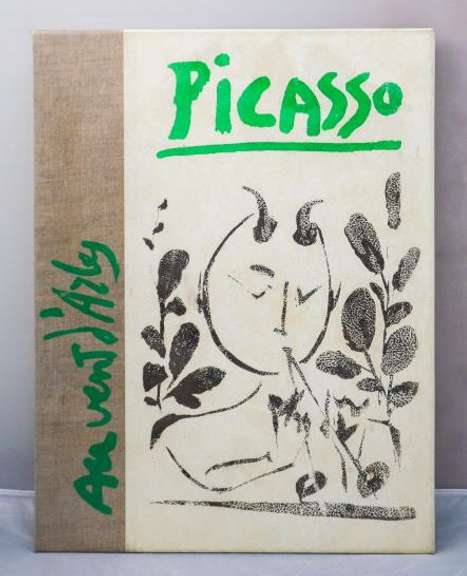 Picasso
Au vent d'Arles